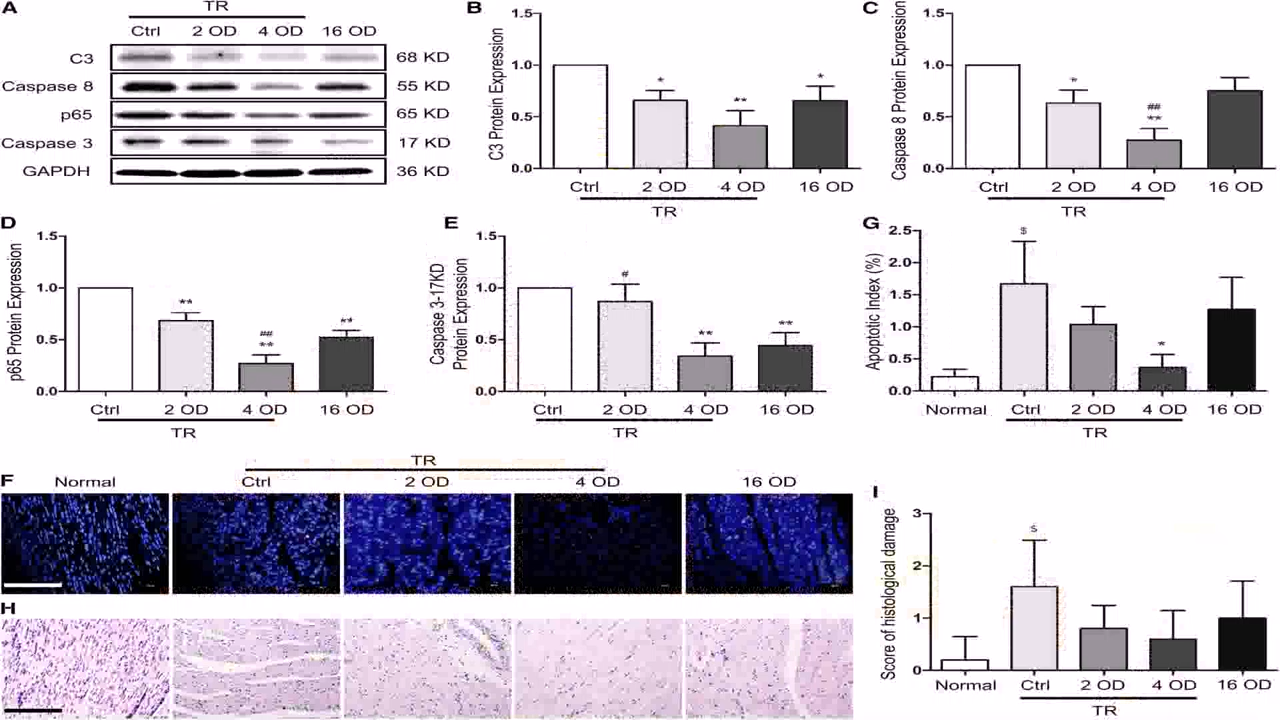 A
TR
Ctrl 2 OD 4 OD 16 OD
C3 68 KD
Caspase 8 55 KD
p65 65 KD
Caspase 3 17 KD
GAPDH 36 KD
B
C3 Protein Expression
1.5
1.0
0.5
0.0
* ** *
Ctrl 2 OD 4 OD 16 OD
TR
C
Caspase 8 Protein Expression
1.5
1.0
0.5
0.0
* ## **
Ctrl 2 OD 4 OD 16 OD
TR
D
p65 Protein Expression
1.5
1.0
0.5
0.0
** ## ** **
Ctrl 2 OD 4 OD 16 OD
TR
E
Caspase 3-17KD
Protein Expression
1.5
1.0
0.5
0.0
# ** **
Ctrl 2 OD 4 OD 16 OD
TR
G
Apoptotic Index (%)
2.5
2.0
1.5
1.0
0.5
0.0
$ *
Normal Ctrl 2 OD 4 OD 16 OD
TR
F
TR
Normal Ctrl 2 OD 4 OD 16 OD
H
I
Score of histological damage
3
2
1
0
$
Normal Ctrl 2 OD 4 OD 16 OD
TR